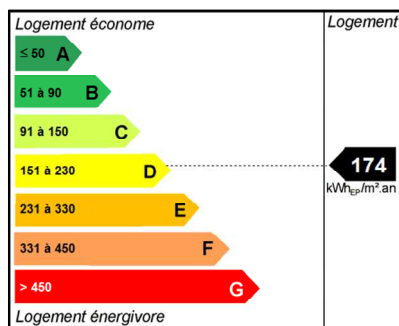 Logement économe
Logement
≤ 50 A
51 à 90 B
91 à 150 C
151 à 230 D
174
kWhEP/m².an
231 à 330 E
331 à 450 F
> 450 G
Logement énergivore